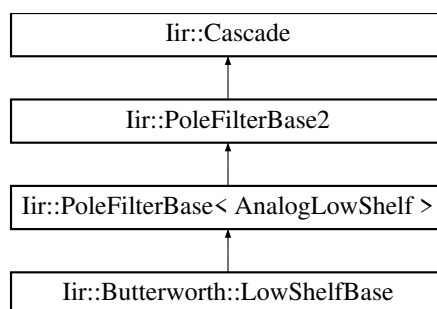 Iir::Cascade
Iir::PoleFilterBase2
Iir::PoleFilterBase< AnalogLowShelf >
Iir::Butterworth::LowShelfBase